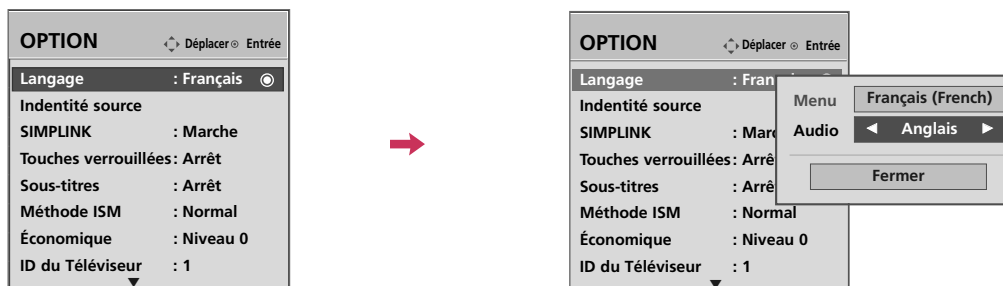 OPTION
Déplacer Entrée
Langage : Français
Indentité source
SIMPLINK : Marche
Touches verrouillées : Arrêt
Sous-titres : Arrêt
Méthode ISM : Normal
Économique : Niveau 0
ID du Téléviseur : 1
OPTION
Déplacer Entrée
Langage : Fran
Indentité source
SIMPLINK : Mar
Touches verrouillées : Arrê
Sous-titres : Arrê
Méthode ISM : Normal
Économique : Niveau 0
ID du Téléviseur : 1
Menu Français (French)
Audio ◄ Anglais ►
Fermer